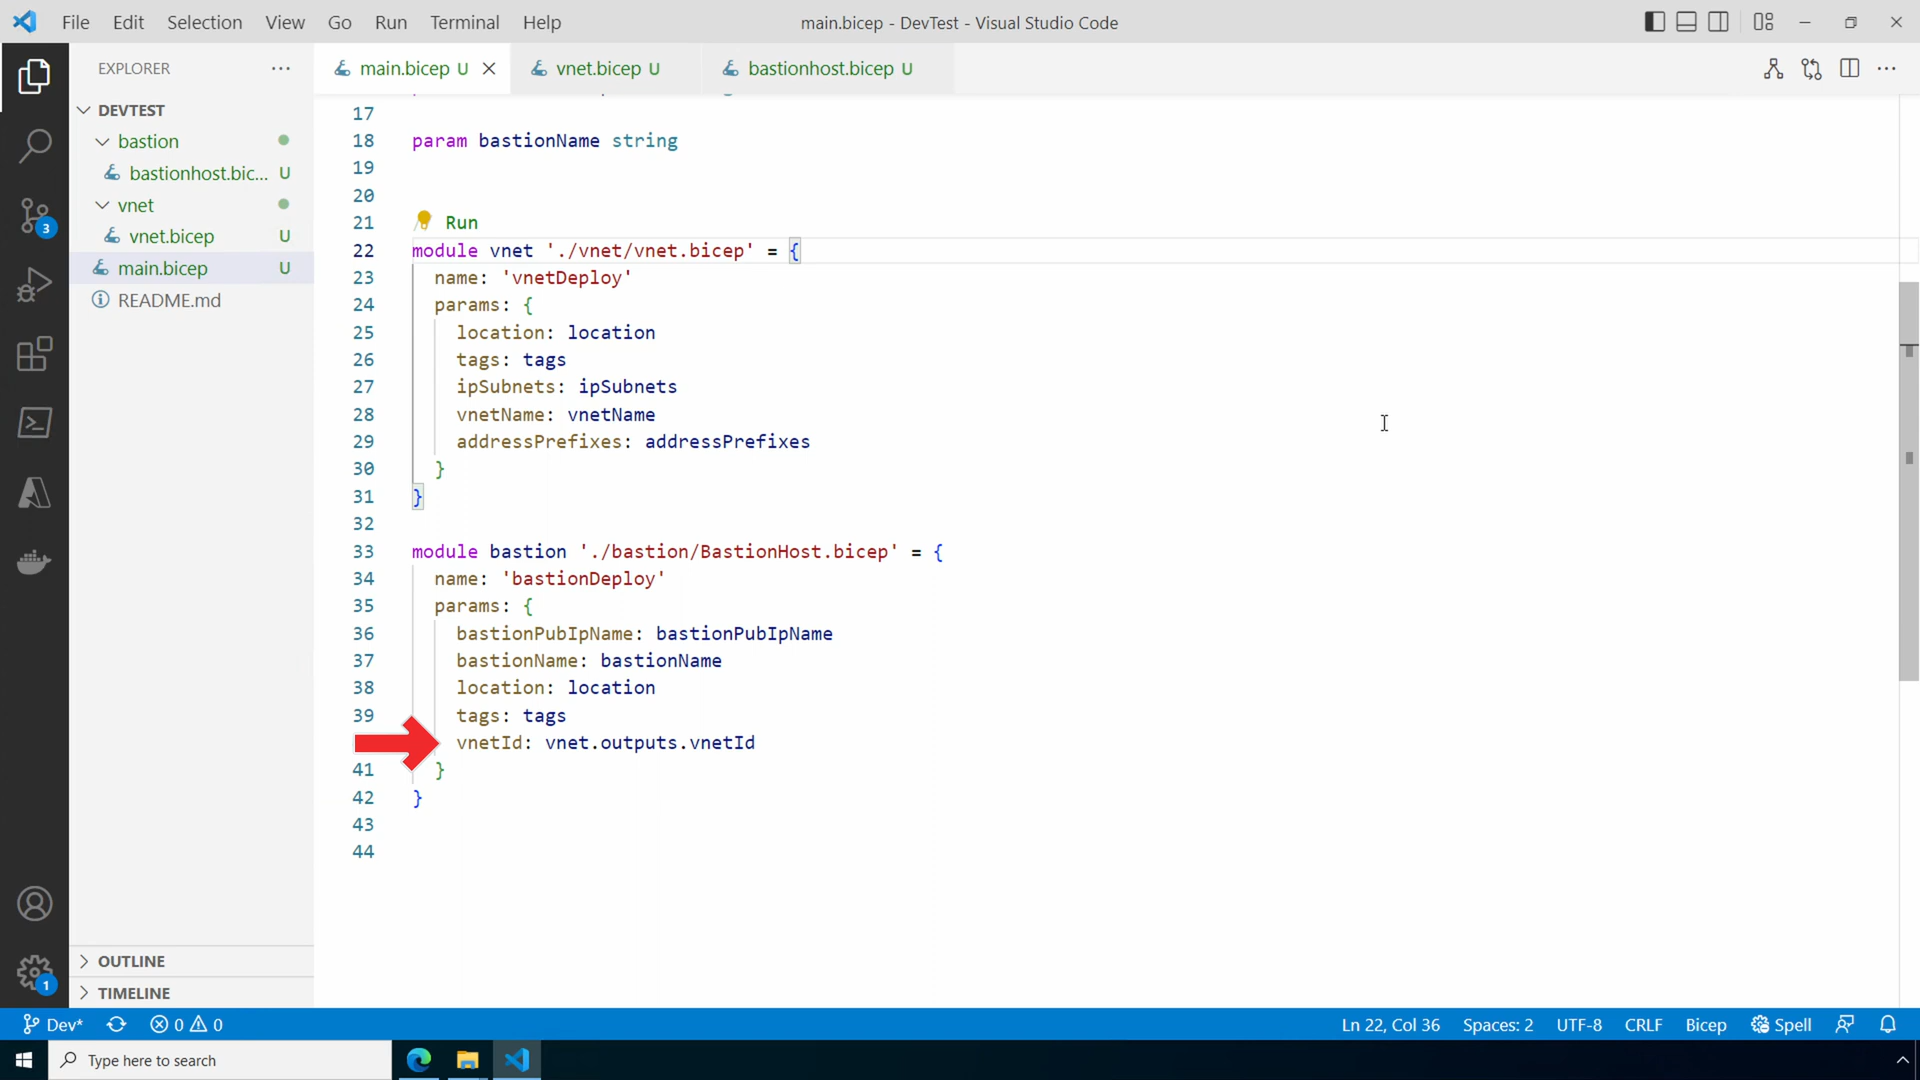 File Edit Selection View Go Run Terminal Help
main.bicep - DevTest - Visual Studio Code
EXPLORER
main.bicep U
vnet.bicep U
bastionhost.bicep U
DEVTEST
bastion
bastionhost.bic... U
vnet
vnet.bicep U
main.bicep U
README.md
3
17
18 param bastionName string
19
20
21 Run
22 module vnet './vnet/vnet.bicep' = {
23 name: 'vnetDeploy'
24 params: {
25 location: location
26 tags: tags
27 ipSubnets: ipSubnets
28 vnetName: vnetName
29 addressPrefixes: addressPrefixes
30 }
31 }
32
33 module bastion './bastion/BastionHost.bicep' = {
34 name: 'bastionDeploy'
35 params: {
36 bastionPubIpName: bastionPubIpName
37 bastionName: bastionName
38 location: location
39 tags: tags
vnetId: vnet.outputs.vnetId
41 }
42 }
43
44
OUTLINE
TIMELINE
1
Dev* 0 0
Ln 22, Col 36 Spaces: 2 UTF-8 CRLF Bicep Spell
Type here to search